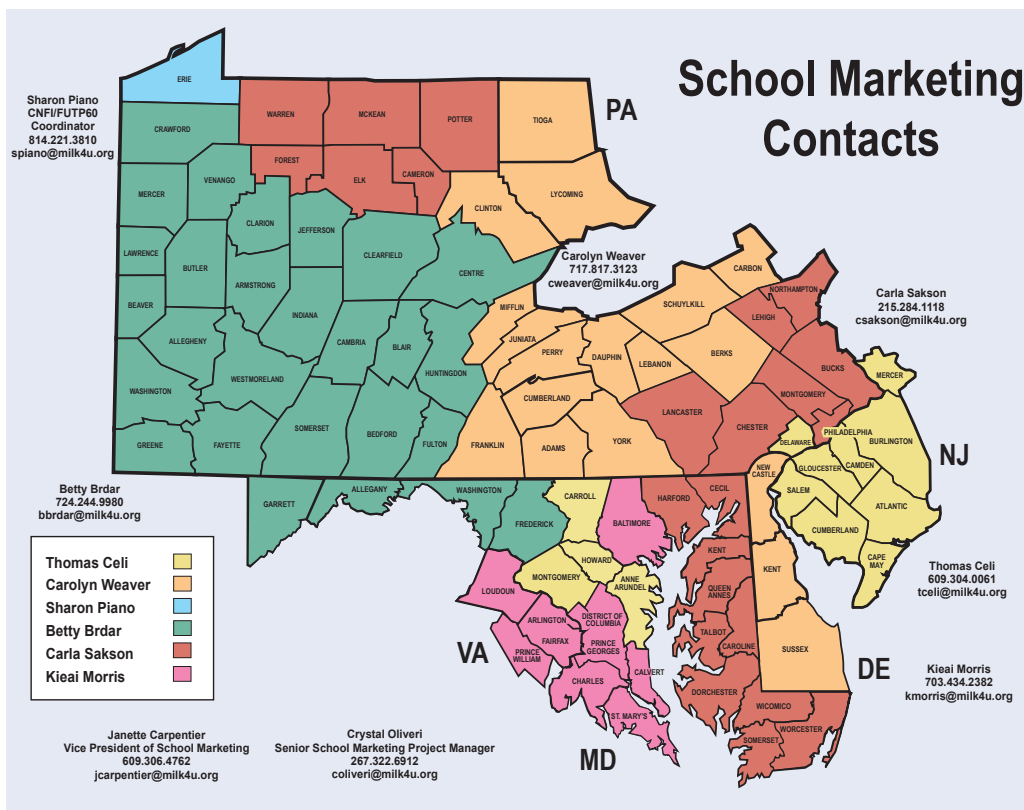 School Marketing
Contacts
PA
Sharon Piano
CNFI/FUTP60
Coordinator
814.221.3810
spiano@milk4u.org
ERIE
CRAWFORD
WARREN
MCKEAN
POTTER
TIOGA
MERCER
VENANGO
FOREST
ELK
CAMERON
CLINTON
LYCOMING
CLARION
JEFFERSON
CLEARFIELD
CENTRE
LAWRENCE
BUTLER
ARMSTRONG
BEAVER
INDIANA
ALLEGHENY
CAMBRIA
BLAIR
HUNTINGDON
MIFFLIN
JUNIATA
PERRY
DAUPHIN
LEBANON
BERKS
SCHUYLKILL
CARBON
NORTHAMPTON
LEHIGH
BUCKS
MONTGOMERY
WASHINGTON
WESTMORELAND
CUMBERLAND
LANCASTER
CHESTER
GREENE
FAYETTE
SOMERSET
BEDFORD
FULTON
FRANKLIN
ADAMS
YORK
DELAWARE
PHILADELPHIA
Carolyn Weaver
717.817.3123
cweaver@milk4u.org
Carla Sakson
215.284.1118
csakson@milk4u.org
MERCER
BURLINGTON
NJ
GLOUCESTER
CAMDEN
SALEM
ATLANTIC
CUMBERLAND
CAPE
MAY
Betty Brdar
724.244.9980
bbrdar@milk4u.org
GARRETT
ALLEGANY
WASHINGTON
FREDERICK
CARROLL
BALTIMORE
HARFORD
CECIL
NEW
CASTLE
KENT
KENT
HOWARD
MONTGOMERY
ANNE
ARUNDEL
QUEEN
ANNES
LOUDOUN
ARLINGTON
DISTRICT OF
COLUMBIA
FAIRFAX
PRINCE
WILLIAM
PRINCE
GEORGES
TALBOT
CAROLINE
SUSSEX
VA
CHARLES
CALVERT
DORCHESTER
DE
ST. MARY'S
WICOMICO
WORCESTER
SOMERSET
MD
Thomas Celi
609.304.0061
tceli@milk4u.org
Kieai Morris
703.434.2382
kmorris@milk4u.org
Thomas Celi
Carolyn Weaver
Sharon Piano
Betty Brdar
Carla Sakson
Kieai Morris
Janette Carpentier
Vice President of School Marketing
609.306.4762
jcarpentier@milk4u.org
Crystal Oliveri
Senior School Marketing Project Manager
267.322.6912
coliveri@milk4u.org